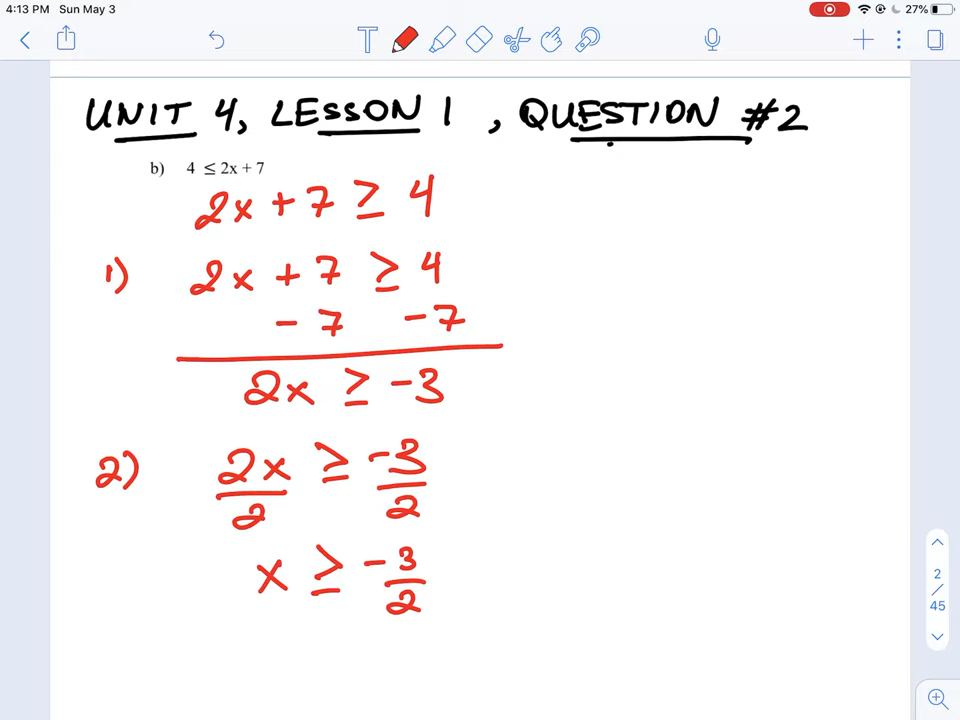 4:13 PM Sun May 3 27%
UNIT 4, LESSON 1, QUESTION #2
b) 4 ≤ 2x + 7
2x + 7 ≥ 4
1) 2x + 7 ≥ 4
- 7 -7
2x ≥ -3
2) 2x/2 ≥ -3/2
x ≥ -3/2
2
/
45